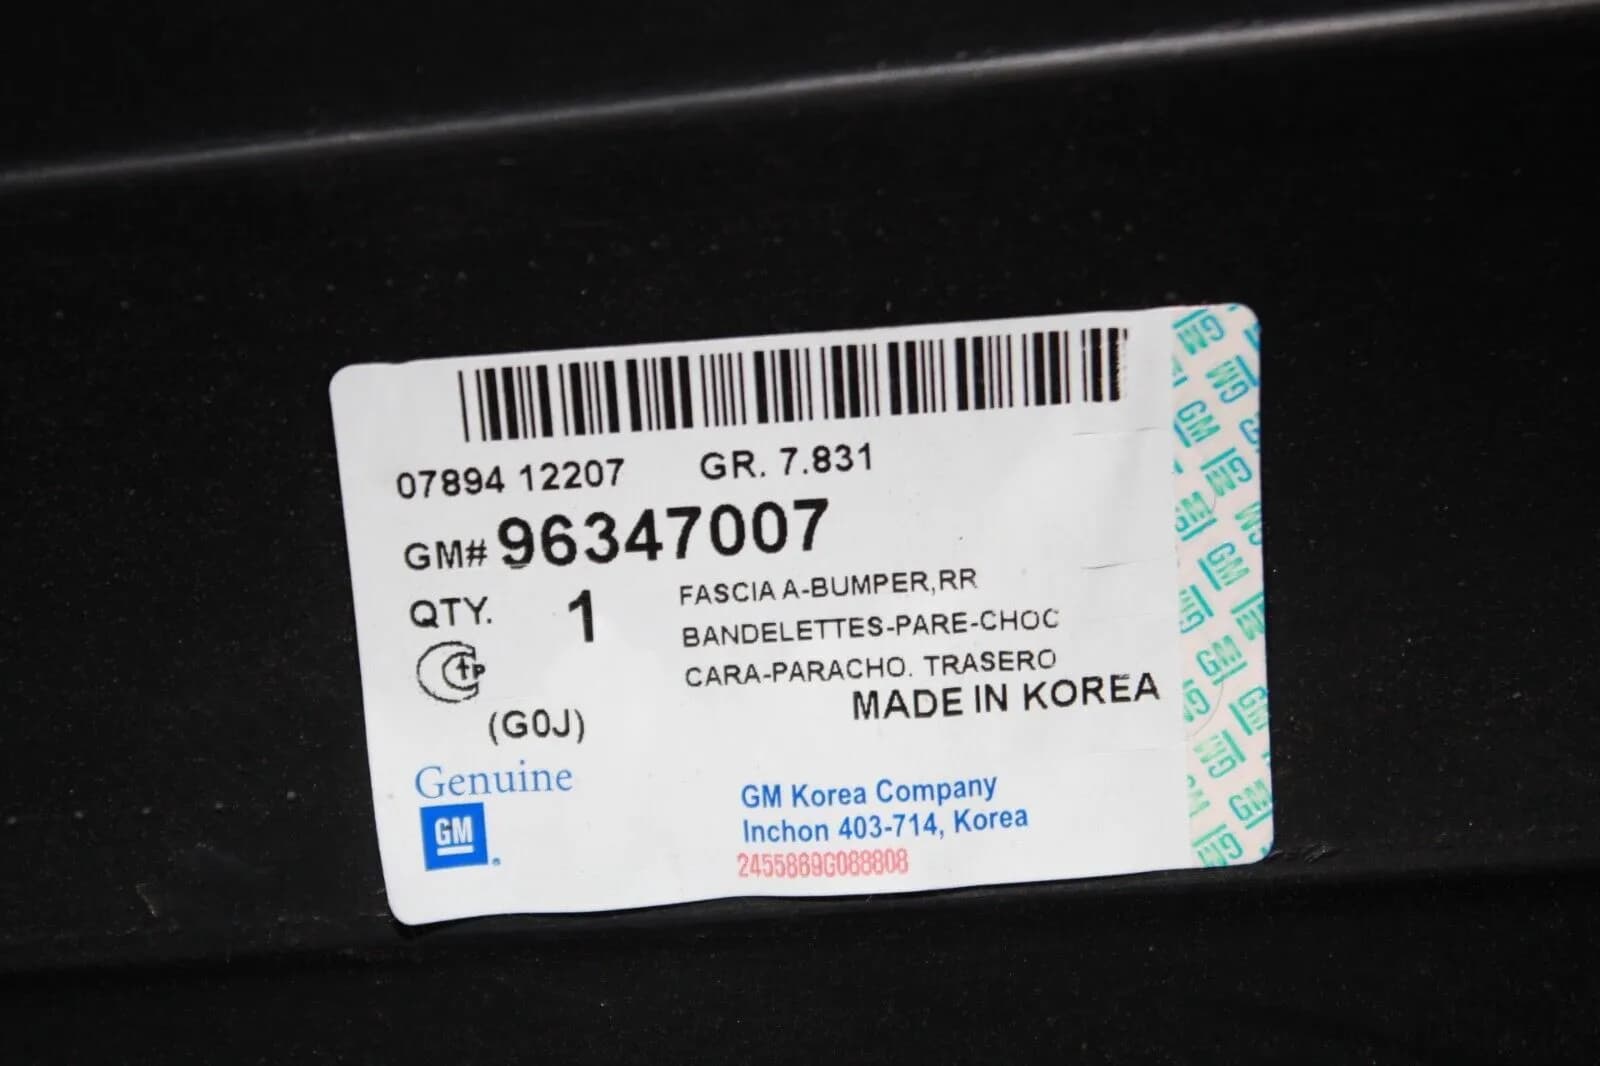 07894 12207 GR. 7.831
GM# 96347007
QTY. 1
FASCIA A-BUMPER,RR
BANDELETTES-PARE-CHOC
CARA-PARACHO. TRASERO
MADE IN KOREA
(G0J)
Genuine
GM
GM Korea Company
Inchon 403-714, Korea
2455869G088808